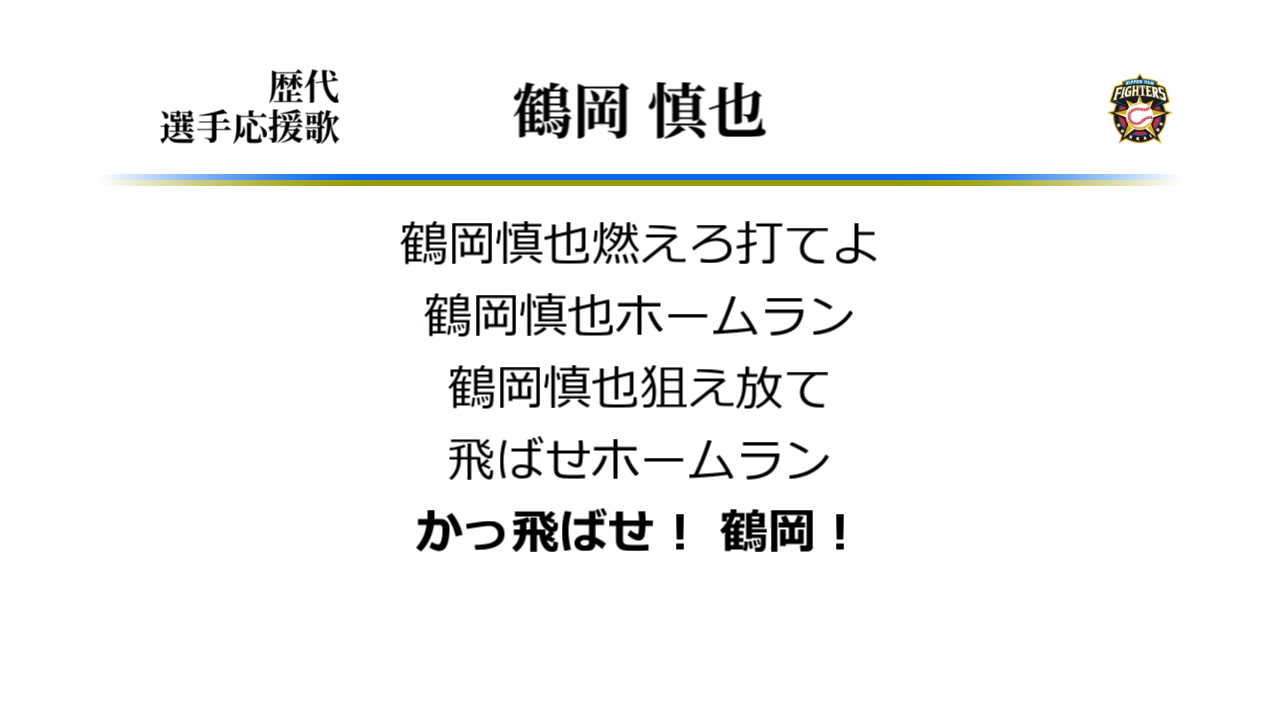 歴代
選手応援歌
鶴岡 慎也
NIPPON-HAM
FIGHTERS
鶴岡慎也燃えろ打てよ
鶴岡慎也ホームラン
鶴岡慎也狙え放て
飛ばせホームラン
かっ飛ばせ！ 鶴岡！